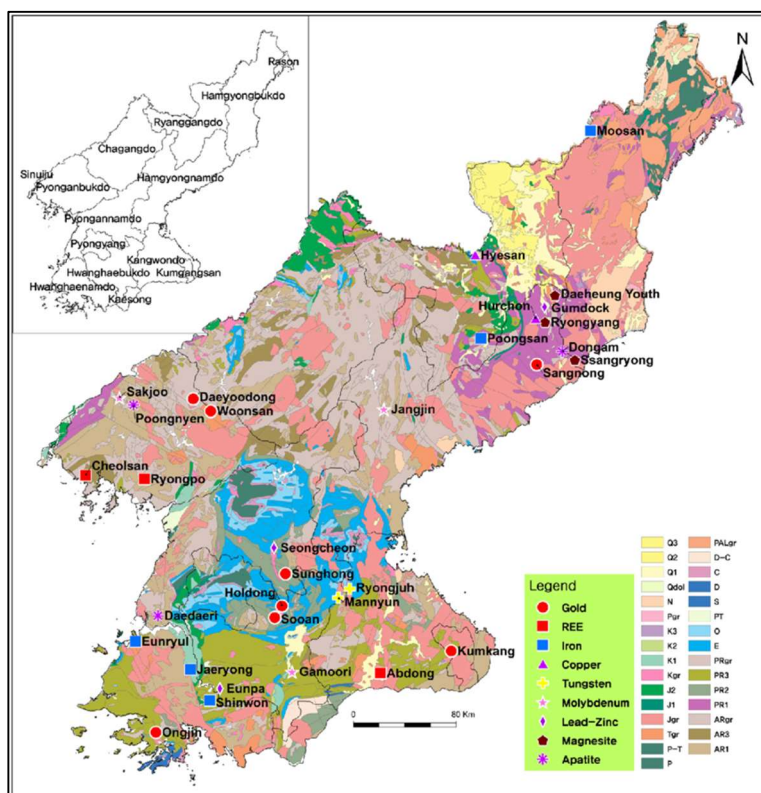 Rason
Hamgyongbukdo
Ryanggangdo
Chagangdo
Sinuiju
Hamgyongnamdo
Pyonganbukdo
Pyongannamdo
Pyongyang
Kangwondo
Hwanghaebukdo
Kumgangsan
Hwanghaenamdo
Kaesong
N
Moosan
Hyesan
Daeheung Youth
Hurchon
Gumdock
Ryongyang
Poongsan
Dongam
Ssangryong
Sangnong
Sakjoo
Daeyoodong
Woonsan
Poongnyen
Jangjin
Cheolsan
Ryongpo
Seongcheon
Sunghong
Ryongjuh
Holdong
Mannyun
Sooan
Daedaeri
Eunryul
Kumkang
Jaeryong
Gamoori
Abdong
Eunpa
Shinwon
Ongjin
0
80 Km
Legend
Gold
REE
Iron
Copper
Tungsten
Molybdenum
Lead-Zinc
Magnesite
Apatite
Q3
Q2
Q1
Qdol
N
Pgr
K3
K2
K1
Kgr
J2
J1
Jgr
Tgr
P-T
P
PALgr
D-C
C
D
S
PT
O
E
PRgr
PR3
PR2
PR1
ARgr
AR3
AR1